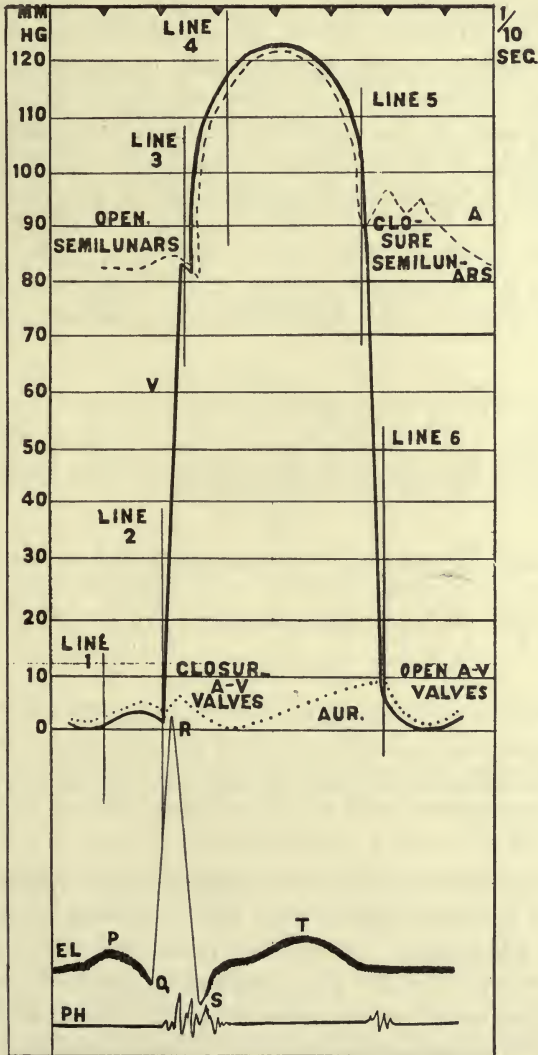 MM
HG
1/
10
SEC.
LINE
4
120
110
LINE 5
LINE
3
100
OPEN.
SEMILUNARS
90
CLO-
SURE
SEMILUN-
ARS
A
80
70
V
60
LINE 6
50
40
LINE
2
30
20
LINE
1
10
CLOSUR-
A-V
VALVES
OPEN A-V
VALVES
AUR.
0
R
P
T
EL
Q
S
PH